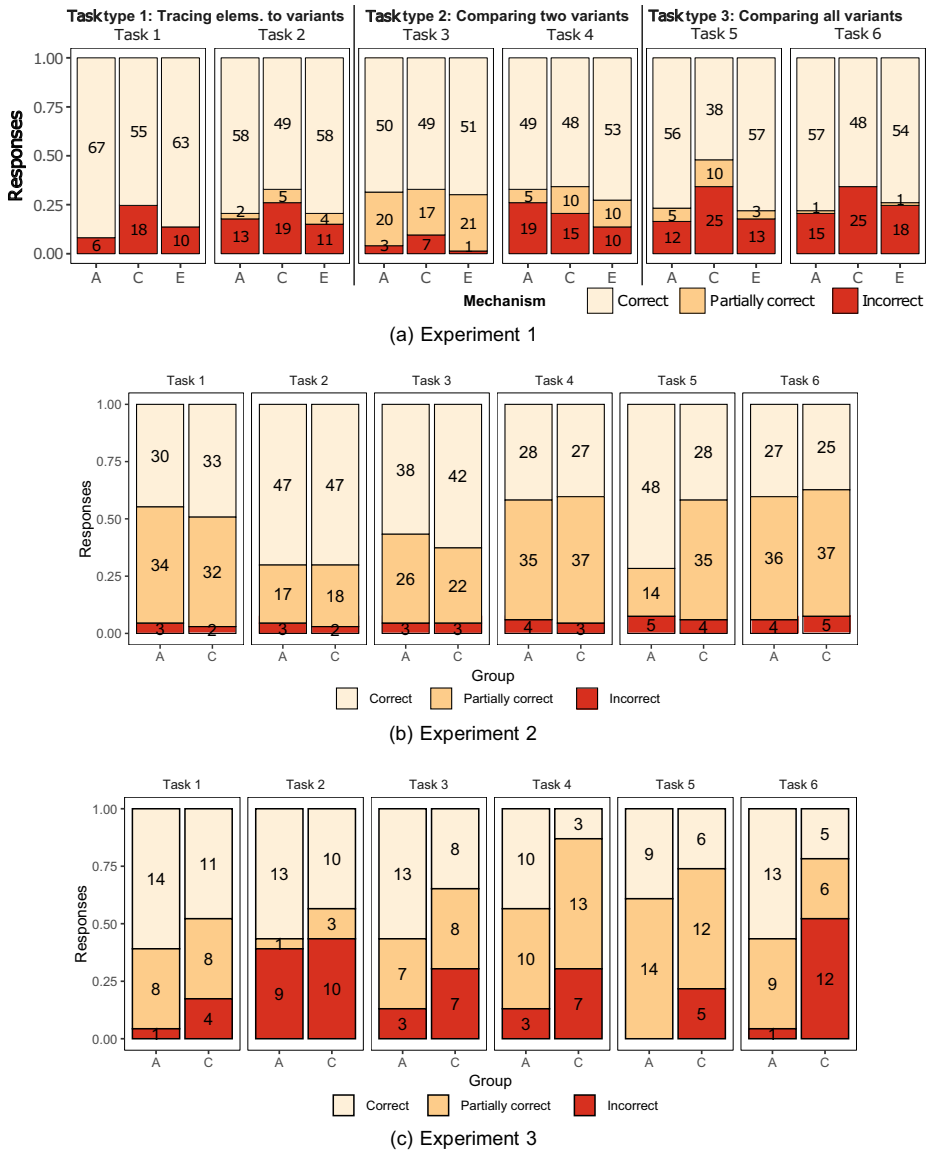 Task type 1: Tracing elems. to variants
Task type 2: Comparing two variants
Task type 3: Comparing all variants
Task 1 Task 2 Task 3 Task 4 Task 5 Task 6
Responses
1.00
0.75
0.50
0.25
0.00
67 55 63 58 49 58 50 49 51 49 48 53 56 38 57 57 48 54
2 5 4 20 17 21 5 10 10 5 10 3 1 1
6 18 10 13 19 11 3 7 1 19 15 10 12 25 13 15 25 18
A C E A C E A C E A C E A C E A C E
Mechanism Correct Partially correct Incorrect
(a) Experiment 1
Task 1 Task 2 Task 3 Task 4 Task 5 Task 6
Responses
1.00
0.75
0.50
0.25
0.00
30 33 47 47 38 42 28 27 48 28 27 25
34 32 17 18 26 22 35 37 14 35 36 37
3 2 3 2 3 3 4 3 5 4 4 5
A C A C A C A C A C A C
Group
Correct Partially correct Incorrect
(b) Experiment 2
Task 1 Task 2 Task 3 Task 4 Task 5 Task 6
Responses
1.00
0.75
0.50
0.25
0.00
14 11 13 10 13 8 10 3 9 6 13 5
8 8 1 3 7 8 10 13 14 12 9 6
1 4 9 10 3 7 3 7 5 1 12
A C A C A C A C A C A C
Group
Correct Partially correct Incorrect
(c) Experiment 3